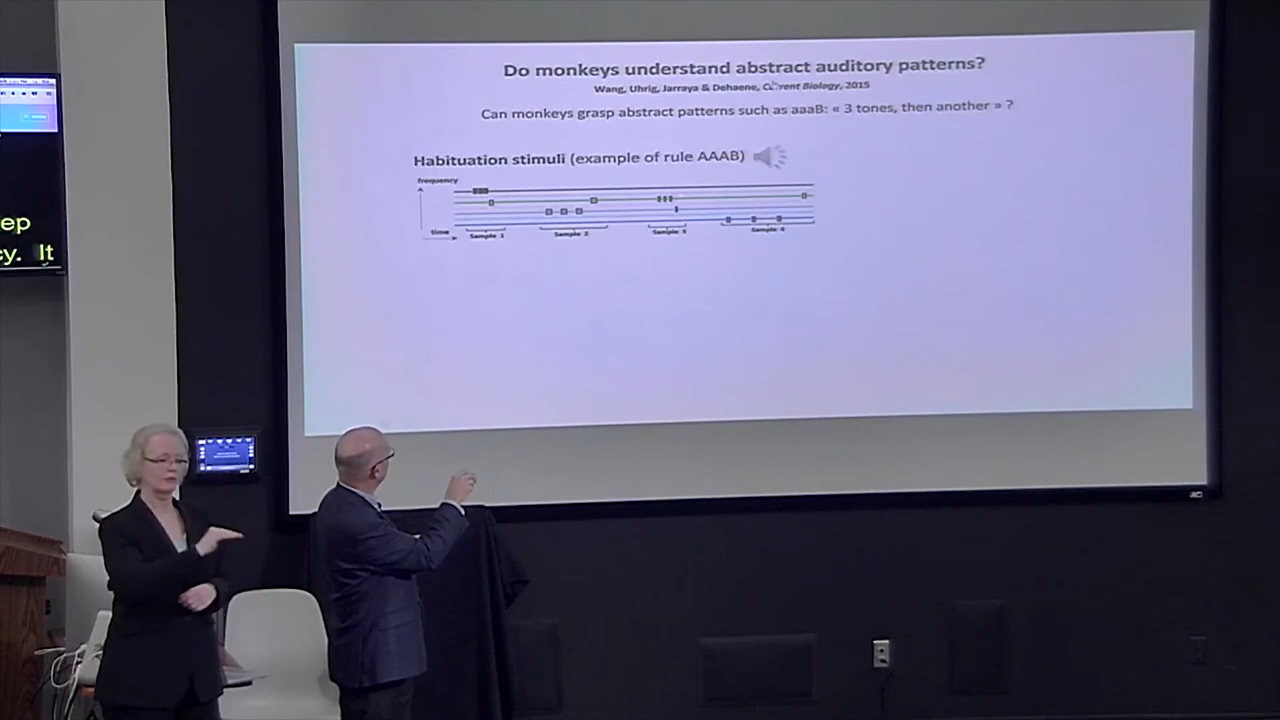 Do monkeys understand abstract auditory patterns?
Wang, Uhrig, Jarraya & Dehaene, Current Biology, 2015
Can monkeys grasp abstract patterns such as aaaB: « 3 tones, then another » ?
Habituation stimuli (example of rule AAAB)
frequency
time
Sample 1
Sample 2
Sample 3
Sample 4
ep
y. It